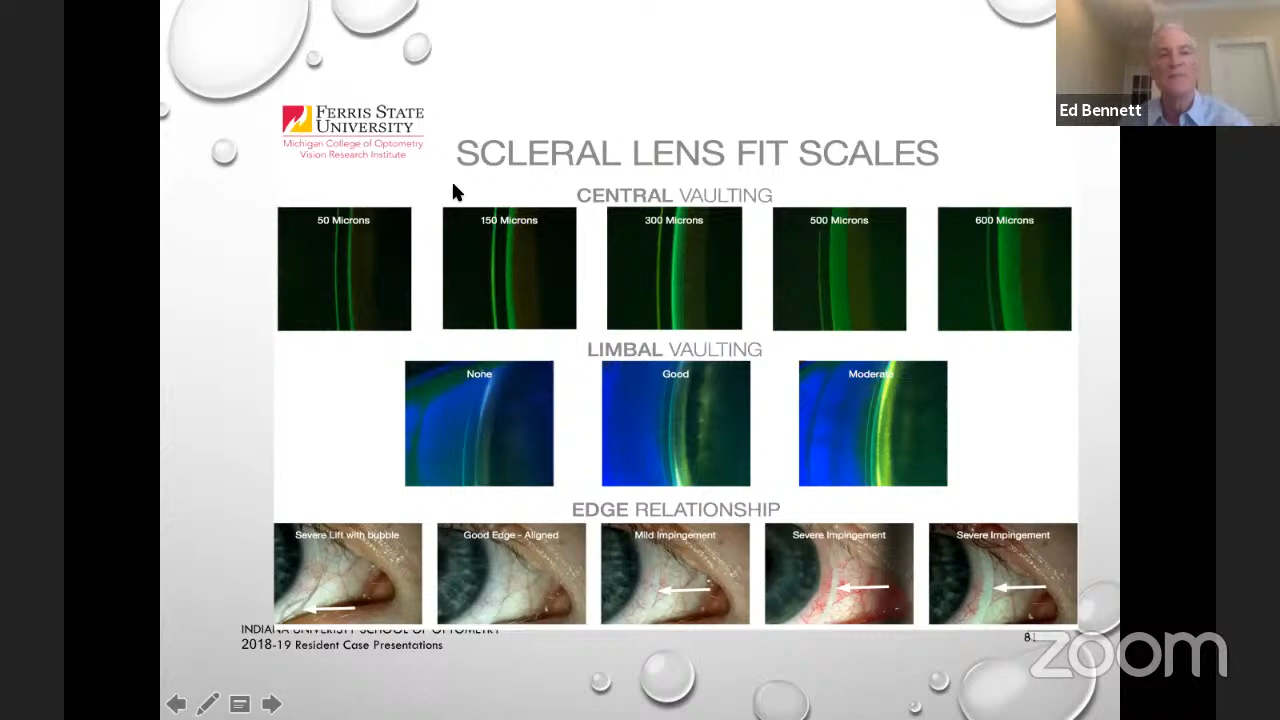 Ed Bennett
FERRIS STATE
UNIVERSITY
Michigan College of Optometry
Vision Research Institute
SCLERAL LENS FIT SCALES
CENTRAL VAULTING
50 Microns
150 Microns
300 Microns
500 Microns
600 Microns
LIMBAL VAULTING
None
Good
Moderate
EDGE RELATIONSHIP
Severe Lift with bubble
Good Edge - Aligned
Mild Impingement
Severe Impingement
Severe Impingement
INDIANA UNIVERSITY SCHOOL OF OPTOMETRY
2018-19 Resident Case Presentations
zoom